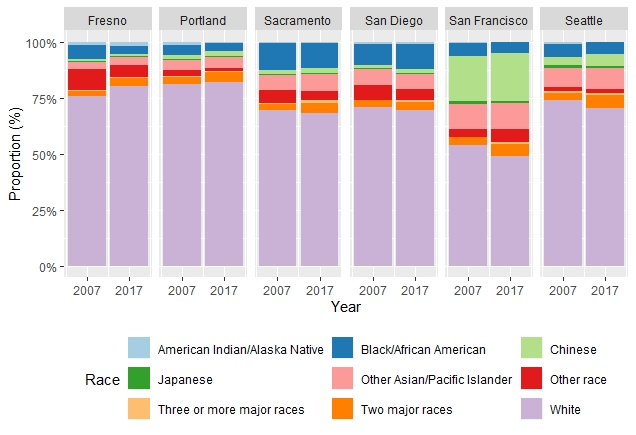 Fresno Portland Sacramento San Diego San Francisco Seattle
100%
75%
50%
25%
0%
Proportion (%)
2007 2017 2007 2017 2007 2017 2007 2017 2007 2017 2007 2017
Year
Race
American Indian/Alaska Native Black/African American Chinese
Japanese Other Asian/Pacific Islander Other race
Three or more major races Two major races White